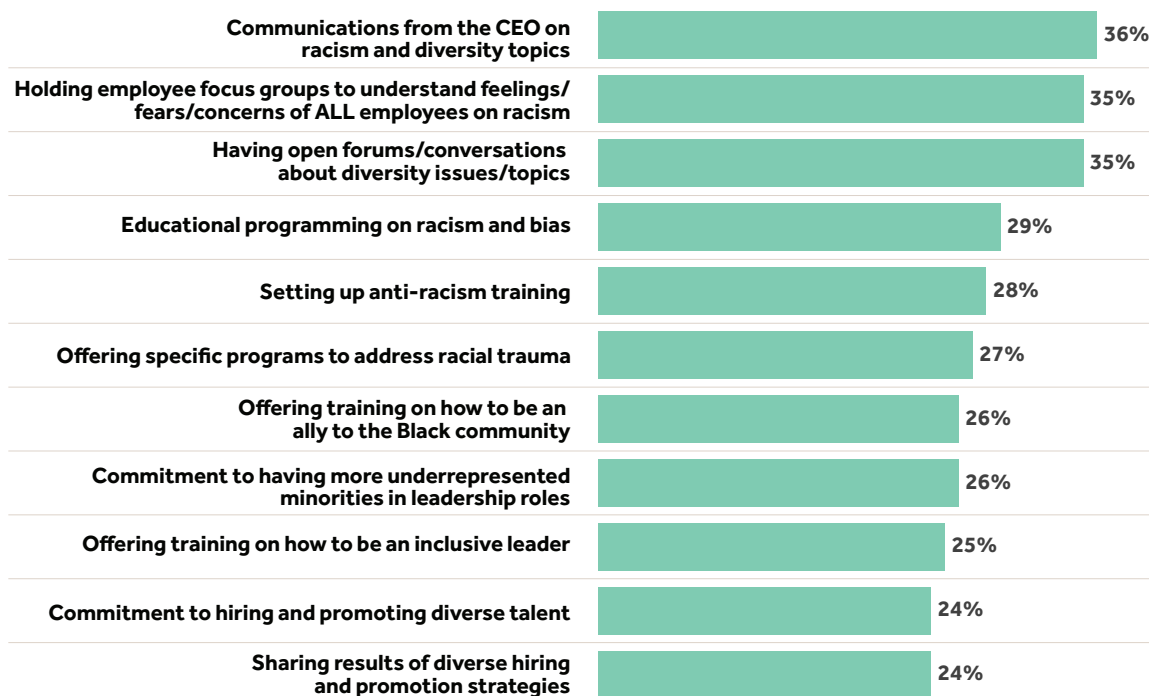 Communications from the CEO on
racism and diversity topics
36%
Holding employee focus groups to understand feelings/
fears/concerns of ALL employees on racism
35%
Having open forums/conversations
about diversity issues/topics
35%
Educational programming on racism and bias
29%
Setting up anti-racism training
28%
Offering specific programs to address racial trauma
27%
Offering training on how to be an
ally to the Black community
26%
Commitment to having more underrepresented
minorities in leadership roles
26%
Offering training on how to be an inclusive leader
25%
Commitment to hiring and promoting diverse talent
24%
Sharing results of diverse hiring
and promotion strategies
24%